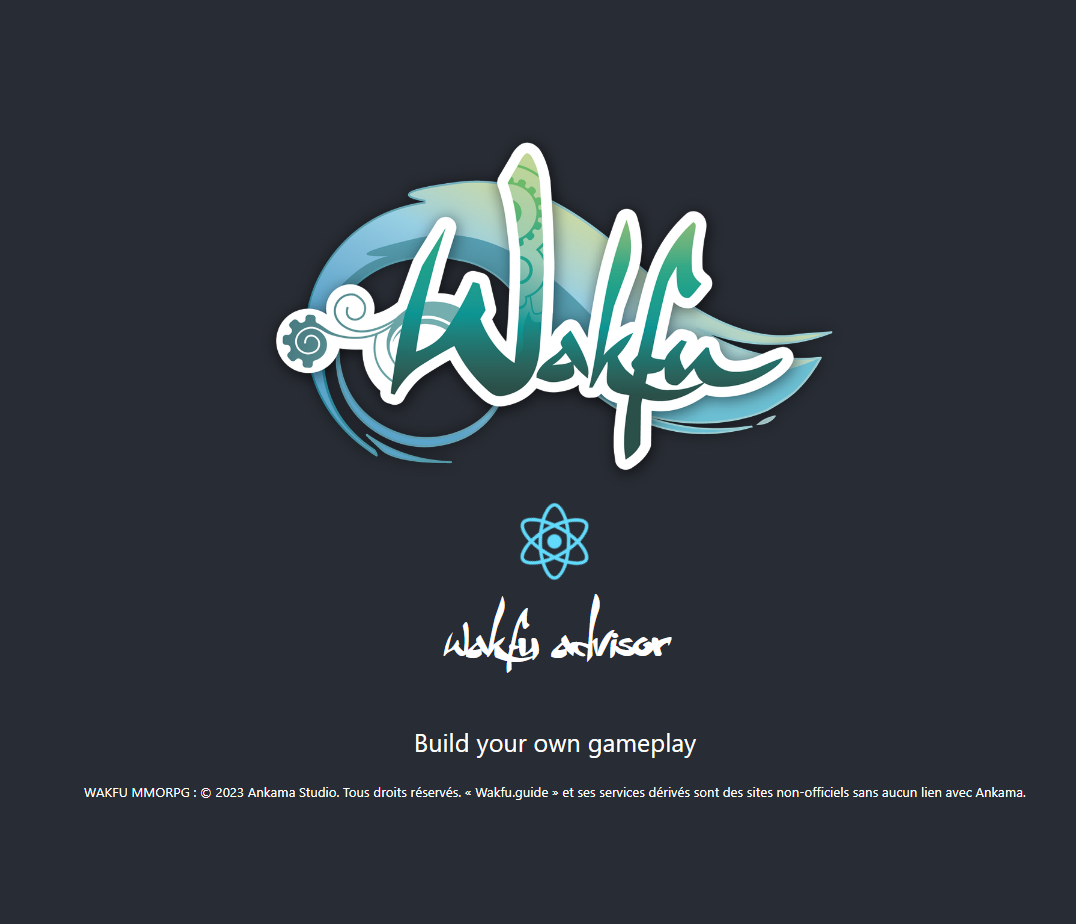 Wakfu
wakfu advisor
Build your own gameplay
WAKFU MMORPG : © 2023 Ankama Studio. Tous droits réservés. « Wakfu.guide » et ses services dérivés sont des sites non-officiels sans aucun lien avec Ankama.